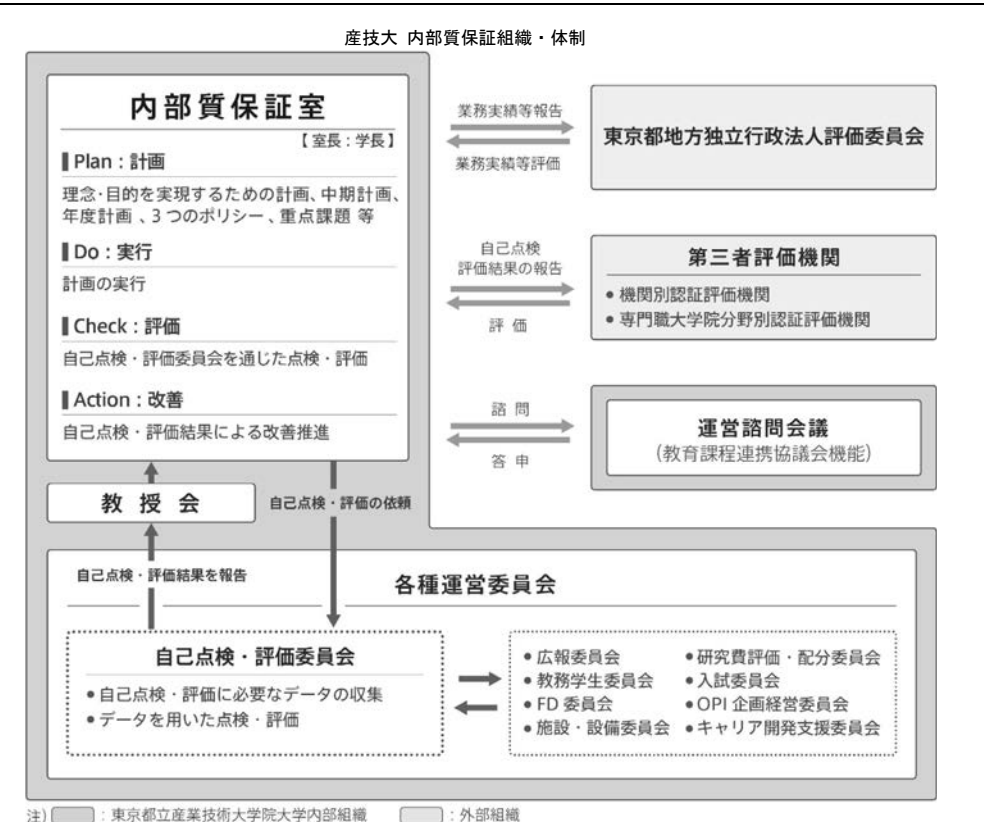 産技大 内部質保証組織・体制
内部質保証室
【 室長：学長 】
Plan：計画
理念・目的を実現するための計画、中期計画、
年度計画 、3 つのポリシー 、重点課題 等
Do：実行
計画の実行
Check：評価
自己点検・評価委員会を通じた点検・評価
Action：改善
自己点検・評価結果による改善推進
業務実績等報告
業務実績等評価
東京都地方独立行政法人評価委員会
自己点検
評価結果の報告
評 価
第三者評価機関
● 機関別認証評価機関
● 専門職大学院分野別認証評価機関
諮 問
答 申
運営諮問会議
(教育課程連携協議会機能)
教 授 会
自己点検・評価の依頼
自己点検・評価結果を報告
各種運営委員会
自己点検・評価委員会
● 自己点検・評価に必要なデータの収集
● データを用いた点検・評価
● 広報委員会
● 教務学生委員会
● FD 委員会
● 施設・設備委員会
● 研究費評価・配分委員会
● 入試委員会
● OPI 企画経営委員会
● キャリア開発支援委員会
注)　：東京都立産業技術大学院大学内部組織　：外部組織